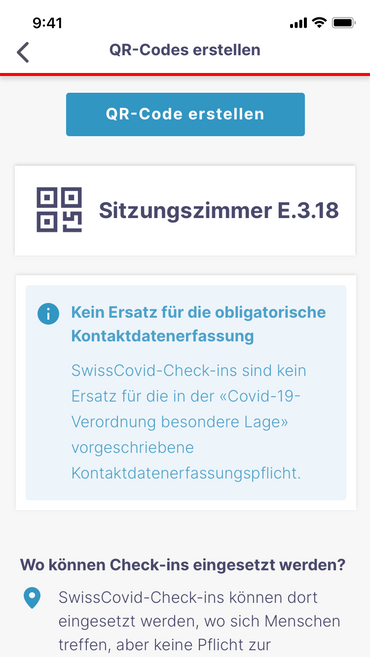 9:41
QR-Codes erstellen
QR-Code erstellen
Sitzungszimmer E.3.18
Kein Ersatz für die obligatorische
Kontaktdatenerfassung
SwissCovid-Check-ins sind kein
Ersatz für die in der «Covid-19-
Verordnung besondere Lage»
vorgeschriebene
Kontaktdatenerfassungspflicht.
Wo können Check-ins eingesetzt werden?
SwissCovid-Check-ins können dort
eingesetzt werden, wo sich Menschen
treffen, aber keine Pflicht zur